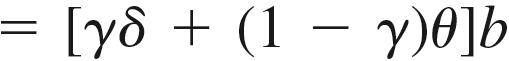 = [γδ + (1 − γ)θ]b